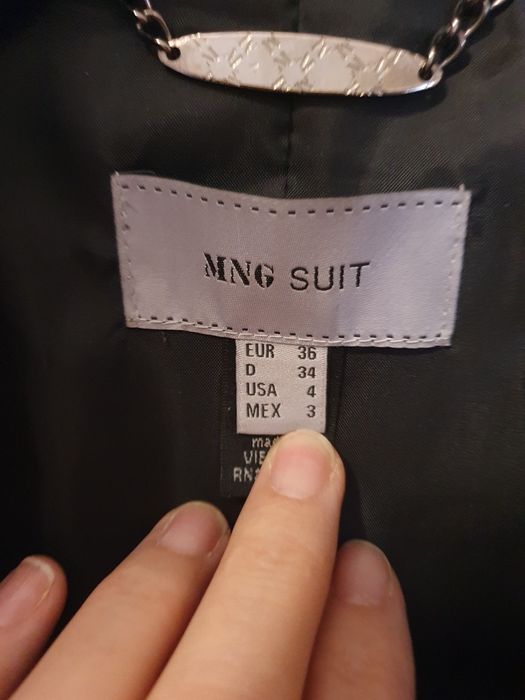 MNG SUIT
EUR 36
D 34
USA 4
MEX 3